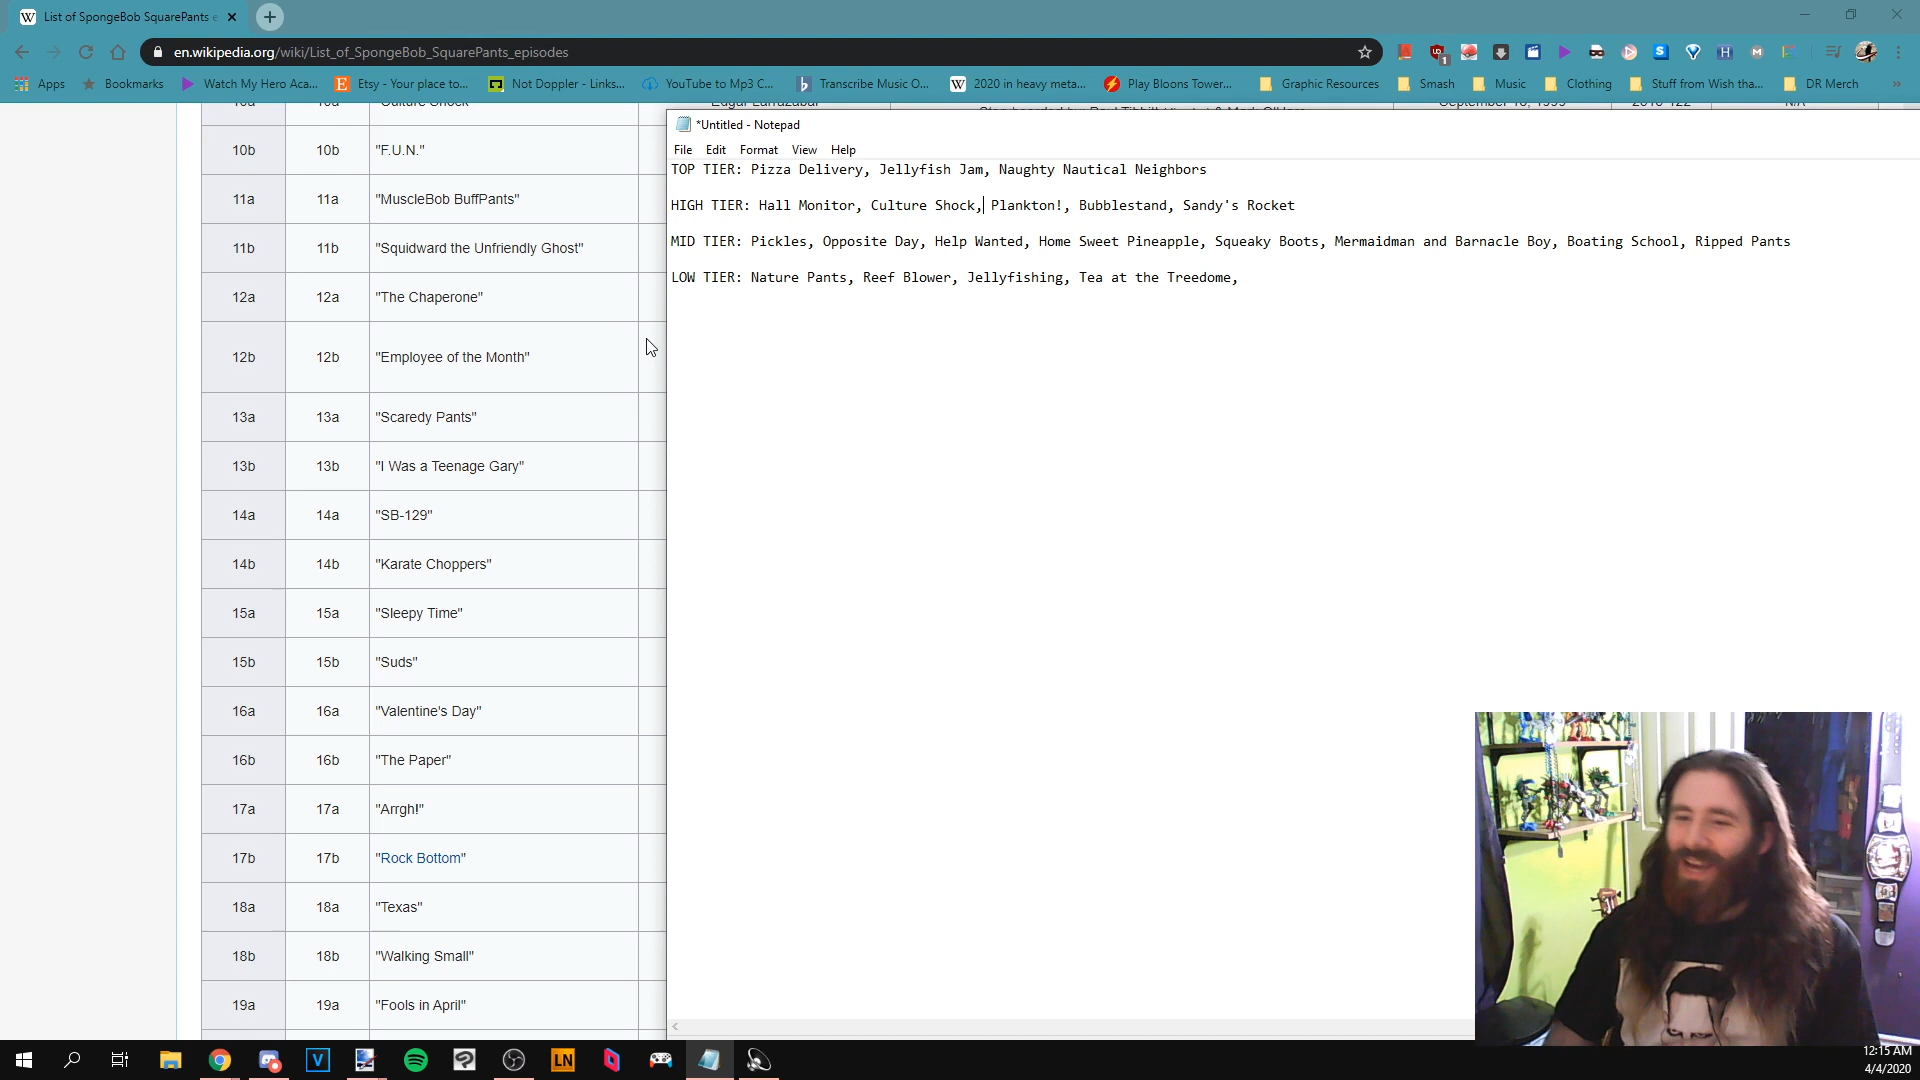 List of SpongeBob SquarePants e
en.wikipedia.org/wiki/List_of_SpongeBob_SquarePants_episodes
Apps Bookmarks Watch My Hero Aca... Etsy - Your place to... Not Doppler - Links... YouTube to Mp3 C... Transcribe Music O... 2020 in heavy meta... Play Bloons Tower... Graphic Resources Smash Music Clothing Stuff from Wish tha... DR Merch »
10b 10b "F.U.N."
11a 11a "MuscleBob BuffPants"
11b 11b "Squidward the Unfriendly Ghost"
12a 12a "The Chaperone"
12b 12b "Employee of the Month"
13a 13a "Scaredy Pants"
13b 13b "I Was a Teenage Gary"
14a 14a "SB-129"
14b 14b "Karate Choppers"
15a 15a "Sleepy Time"
15b 15b "Suds"
16a 16a "Valentine's Day"
16b 16b "The Paper"
17a 17a "Arrgh!"
17b 17b "Rock Bottom"
18a 18a "Texas"
18b 18b "Walking Small"
19a 19a "Fools in April"
*Untitled - Notepad
File Edit Format View Help
TOP TIER: Pizza Delivery, Jellyfish Jam, Naughty Nautical Neighbors
HIGH TIER: Hall Monitor, Culture Shock, Plankton!, Bubblestand, Sandy's Rocket
MID TIER: Pickles, Opposite Day, Help Wanted, Home Sweet Pineapple, Squeaky Boots, Mermaidman and Barnacle Boy, Boating School, Ripped Pants
LOW TIER: Nature Pants, Reef Blower, Jellyfishing, Tea at the Treedome,
12:15 AM
4/4/2020